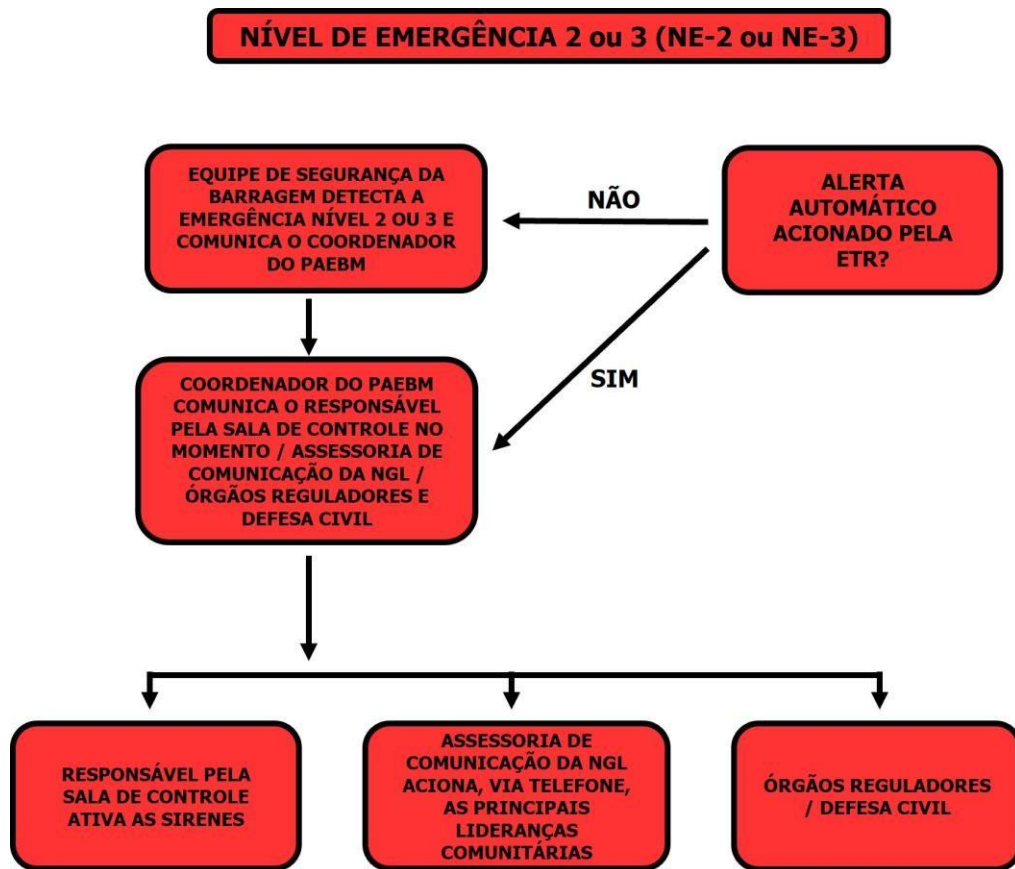 NÍVEL DE EMERGÊNCIA 2 ou 3 (NE-2 ou NE-3)
EQUIPE DE SEGURANÇA DA
BARRAGEM DETECTA A
EMERGÊNCIA NÍVEL 2 OU 3 E
COMUNICA O COORDENADOR
DO PAEBM
NÃO
ALERTA
AUTOMÁTICO
ACIONADO PELA
ETR?
SIM
COORDENADOR DO PAEBM
COMUNICA O RESPONSÁVEL
PELA SALA DE CONTROLE NO
MOMENTO / ASSESSORIA DE
COMUNICAÇÃO DA NGL /
ÓRGÃOS REGULADORES E
DEFESA CIVIL
RESPONSÁVEL PELA
SALA DE CONTROLE
ATIVA AS SIRENES
ASSESSORIA DE
COMUNICAÇÃO DA NGL
ACIONA, VIA TELEFONE,
AS PRINCIPAIS
LIDERANÇAS
COMUNITÁRIAS
ÓRGÃOS REGULADORES
/ DEFESA CIVIL